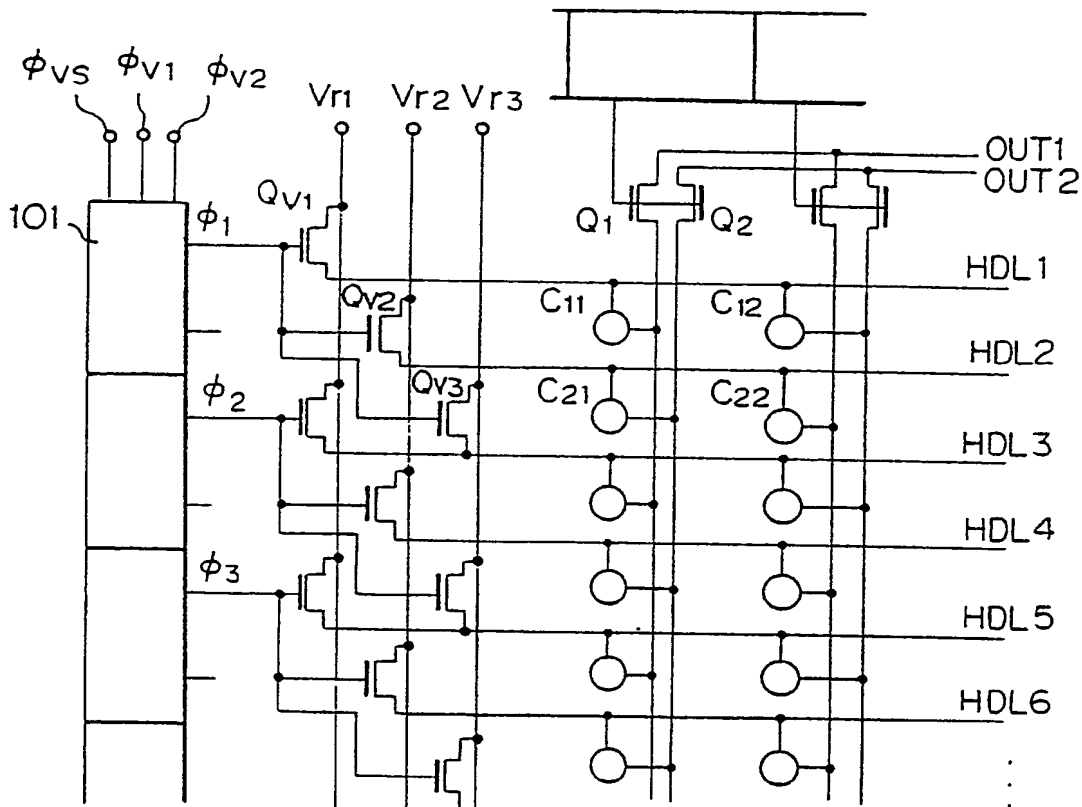 ϕVS ϕV1 ϕV2
Vr1 Vr2 Vr3
OUT1
OUT2
101
ϕ1
QV1
Q1
Q2
HDL1
QV2
C11
C12
HDL2
ϕ2
QV3
C21
C22
HDL3
HDL4
ϕ3
HDL5
HDL6